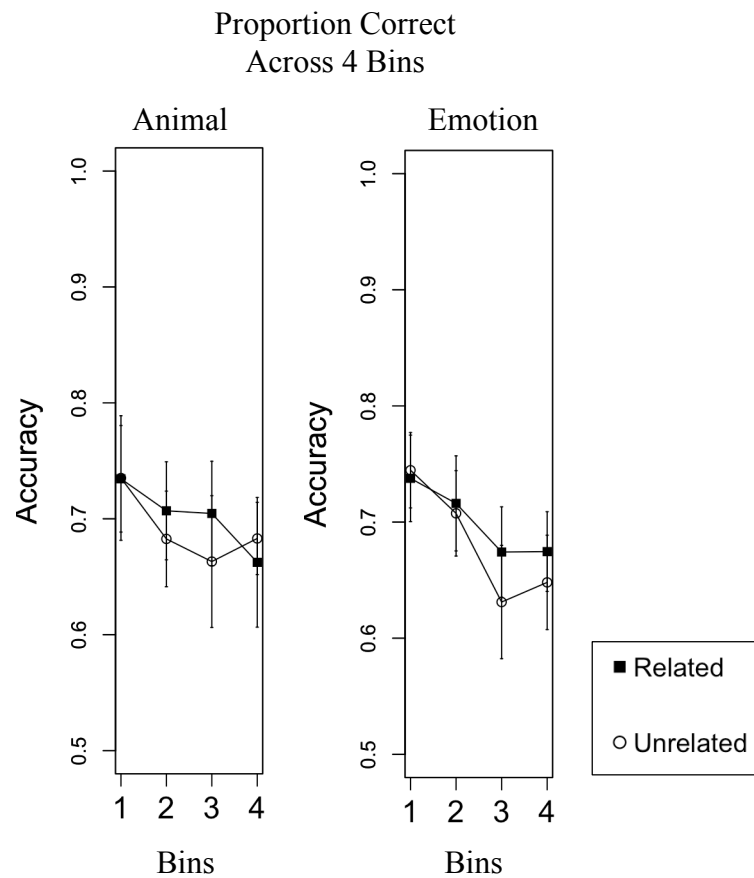 Proportion Correct
Across 4 Bins
Animal
Accuracy
1.0
0.9
0.8
0.7
0.6
0.5
1 2 3 4
Bins
Emotion
Accuracy
1.0
0.9
0.8
0.7
0.6
0.5
1 2 3 4
Bins
Related
Unrelated